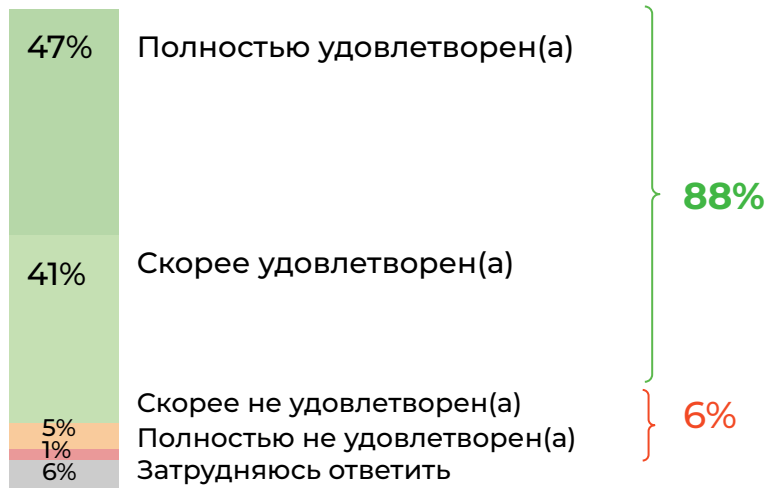 47% Полностью удовлетворен(а)
88%
41% Скорее удовлетворен(а)
Скорее не удовлетворен(а)
6%
5%
Полностью не удовлетворен(а)
1%
6% Затрудняюсь ответить